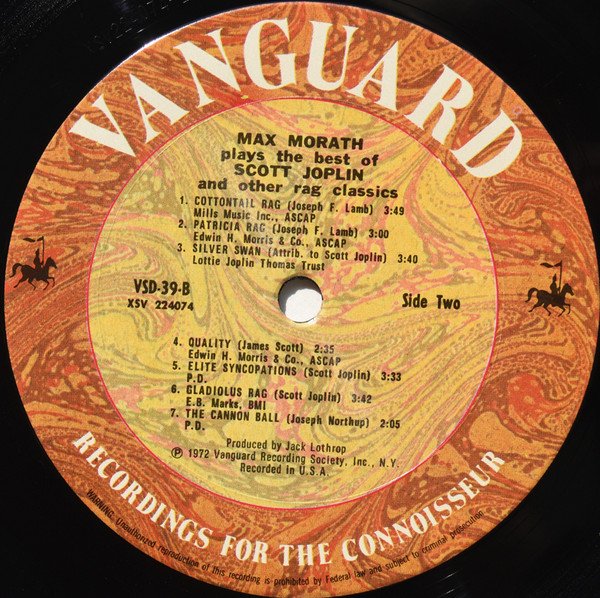 VANGUARD
MAX MORATH
plays the best of
SCOTT JOPLIN
and other rag classics
1. COTTONTAIL RAG (Joseph F. Lamb) 3:49
Mills Music Inc., ASCAP
2. PATRICIA RAG (Joseph F. Lamb) 3:00
Edwin H. Morris & Co., ASCAP
3. SILVER SWAN (Attrib. to Scott Joplin) 3:40
Lottie Joplin Thomas Trust
VSD-39-B
XSV 224074
Side Two
4. QUALITY (James Scott) 2:35
Edwin H. Morris & Co., ASCAP
5. ELITE SYNCOPATIONS (Scott Joplin) 3:33
P.D.
6. GLADIOLUS RAG (Scott Joplin) 3:42
E.B. Marks, BMI
7. THE CANNON BALL (Joseph Northup) 2:05
P.D.
Produced by Jack Lothrop
℗ 1972 Vanguard Recording Society, Inc., N.Y.
Recorded in U.S.A.
RECORDINGS FOR THE CONNOISSEUR
WARNING: Unauthorized reproduction of this recording is prohibited by Federal law and subject to criminal prosecution